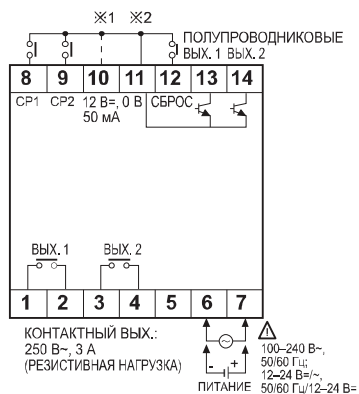 ※1 ※2
ПОЛУПРОВОДНИКОВЫЕ
ВЫХ. 1 ВЫХ. 2
8 9 10 11 12 13 14
CP1 CP2 12 В=, 0 В СБРОС
50 мА
ВЫХ. 1 ВЫХ. 2
1 2 3 4 5 6 7
КОНТАКТНЫЙ ВЫХ.:
250 В~, 3 А
(РЕЗИСТИВНАЯ НАГРУЗКА)
- +
ПИТАНИЕ
100–240 В~,
50/60 Гц;
12–24 В=/~,
50/60 Гц/12–24 В=